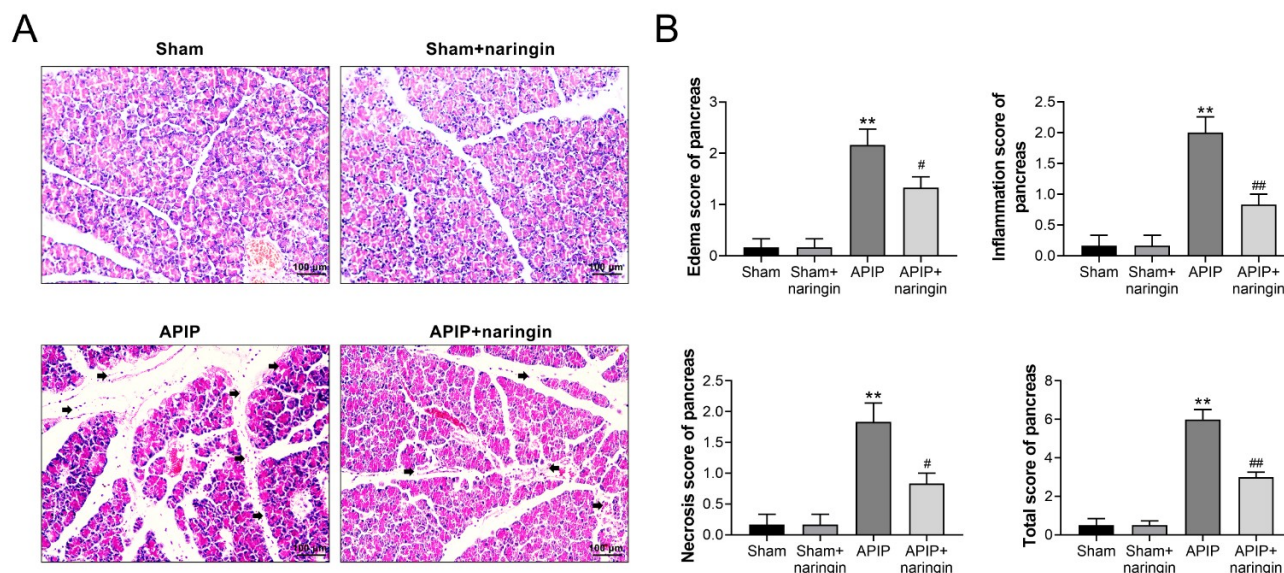 A
Sham
Sham+naringin
100 μm
100 μm
APIP
APIP+naringin
100 μm
100 μm
B
Edema score of pancreas
3
2
1
0
**
#
Sham
Sham+
naringin
APIP
APIP+
naringin
Inflammation score of
pancreas
2.5
2.0
1.5
1.0
0.5
0.0
**
##
Sham
Sham+
naringin
APIP
APIP+
naringin
Necrosis score of pancreas
2.5
2.0
1.5
1.0
0.5
0.0
**
#
Sham
Sham+
naringin
APIP
APIP+
naringin
Total score of pancreas
8
6
4
2
0
**
##
Sham
Sham+
naringin
APIP
APIP+
naringin